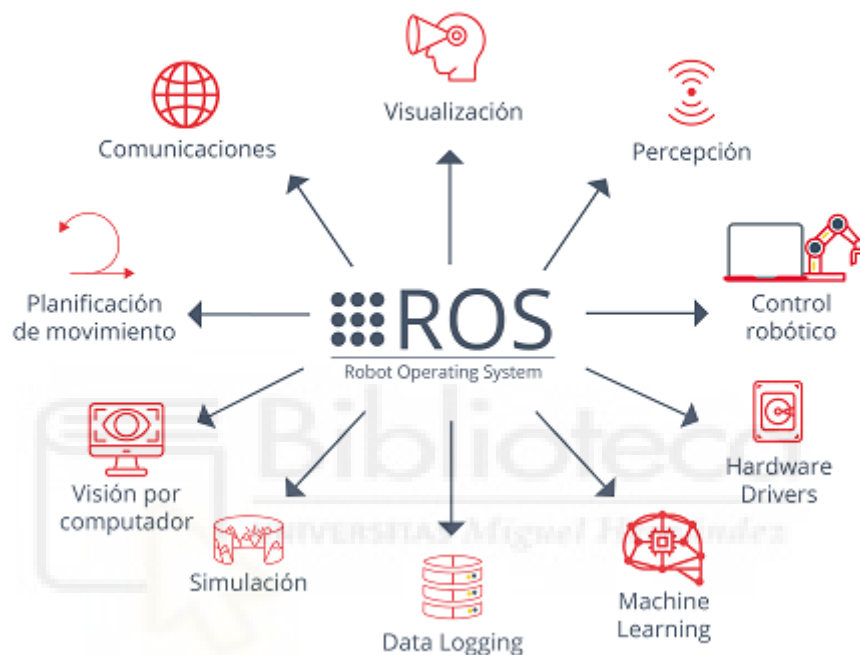 Visualización
Comunicaciones
Percepción
Planificación
de movimiento
ROS
Robot Operating System
Control
robótico
Visión por
computador
Hardware
Drivers
Simulación
Machine
Learning
Data Logging
Biblioteca
UNIVERSITAS Miguel Hernández